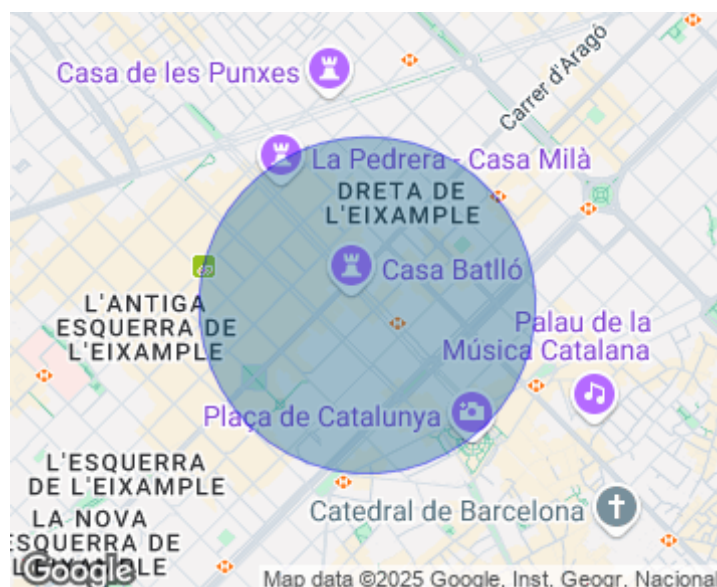 Casa de les Punxes
Carrer d'Aragó
La Pedrera - Casa Milà
DRETA DE
L'EIXAMPLE
Casa Batlló
L'ANTIGA
ESQUERRA DE
L'EIXAMPLE
Palau de la
Música Catalana
Plaça de Catalunya
L'ESQUERRA
DE L'EIXAMPLE
Catedral de Barcelona
LA NOVA
ESQUERRA DE
L'EIXAMPLE
Google
Map data ©2025 Google, Inst. Geogr. Nacional